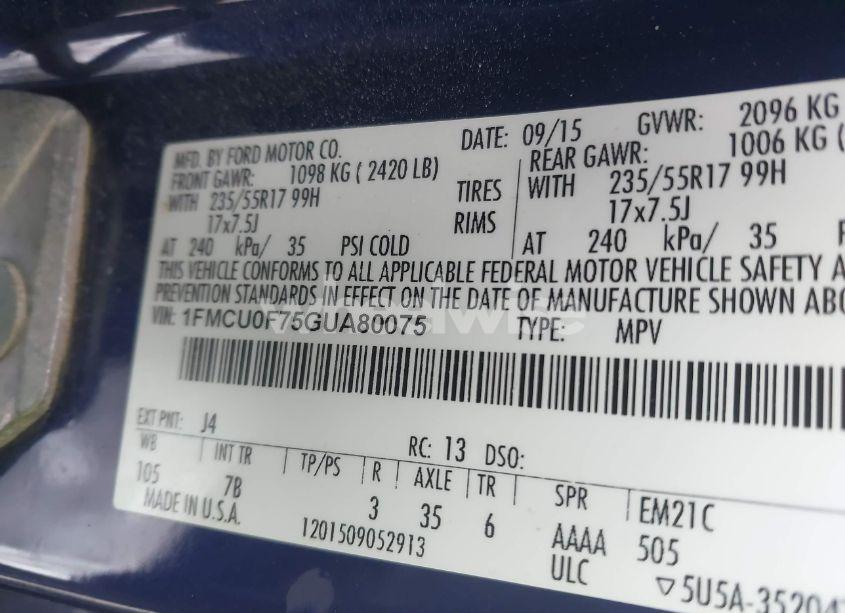 MFD. BY FORD MOTOR CO. DATE: 09/15 GVWR: 2096 KG
FRONT GAWR: 1098 KG ( 2420 LB) REAR GAWR: 1006 KG (
WITH 235/55R17 99H TIRES WITH 235/55R17 99H
17x7.5J RIMS 17x7.5J
AT 240 kPa/ 35 PSI COLD AT 240 kPa/ 35
THIS VEHICLE CONFORMS TO ALL APPLICABLE FEDERAL MOTOR VEHICLE SAFETY A
PREVENTION STANDARDS IN EFFECT ON THE DATE OF MANUFACTURE SHOWN ABO
VIN: 1FMCU0F75GUA80075 TYPE: MPV
EXT PNT: J4 RC: 13 DSO:
WB INT TR TP/PS R AXLE TR SPR EM21C
105 7B 3 35 6 AAAA 505
MADE IN U.S.A. 1201509052913 ULC
5U5A-35204